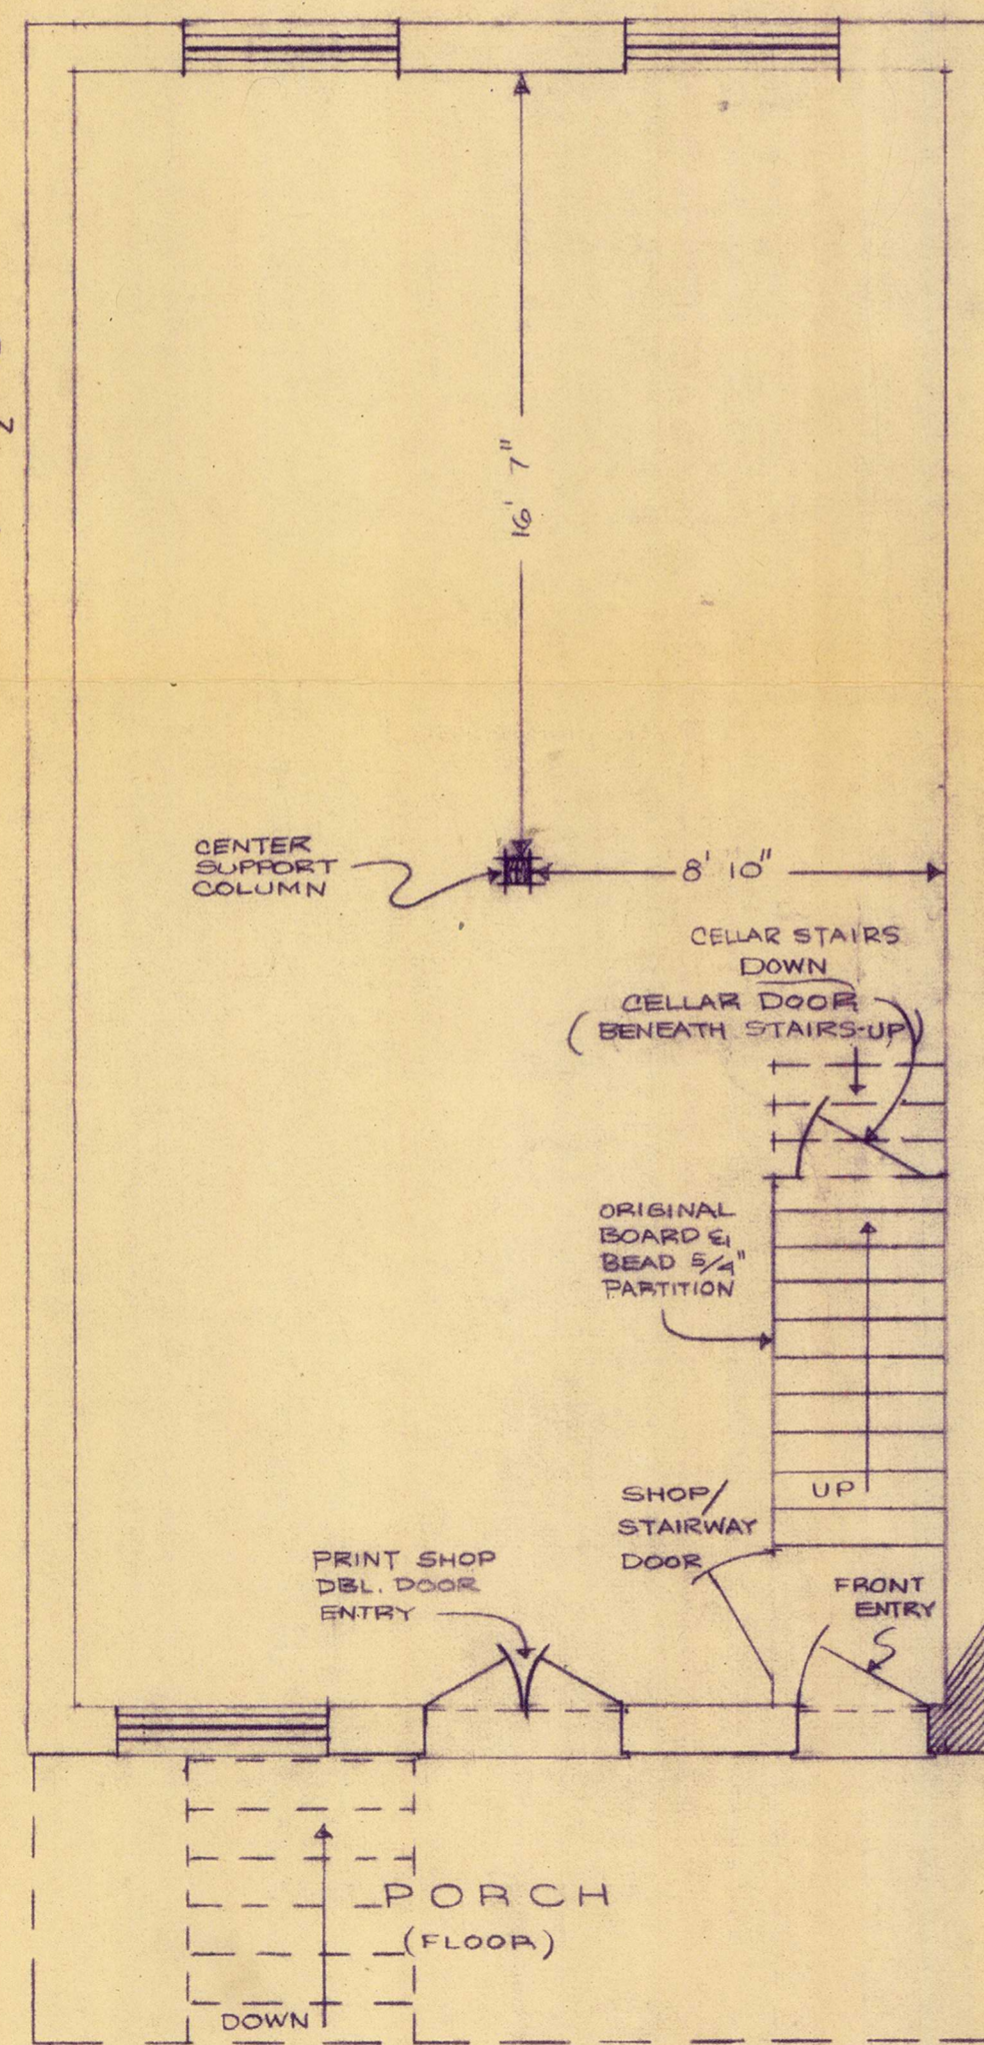 16' 7"
CENTER
SUPPORT
COLUMN
8' 10"
CELLAR STAIRS
DOWN
CELLAR DOOR
(BENEATH STAIRS-UP)
ORIGINAL
BOARD &
BEAD 5/4"
PARTITION
UP
SHOP/
STAIRWAY
DOOR
PRINT SHOP
DBL. DOOR
ENTRY
FRONT
ENTRY
PORCH
(FLOOR)
DOWN